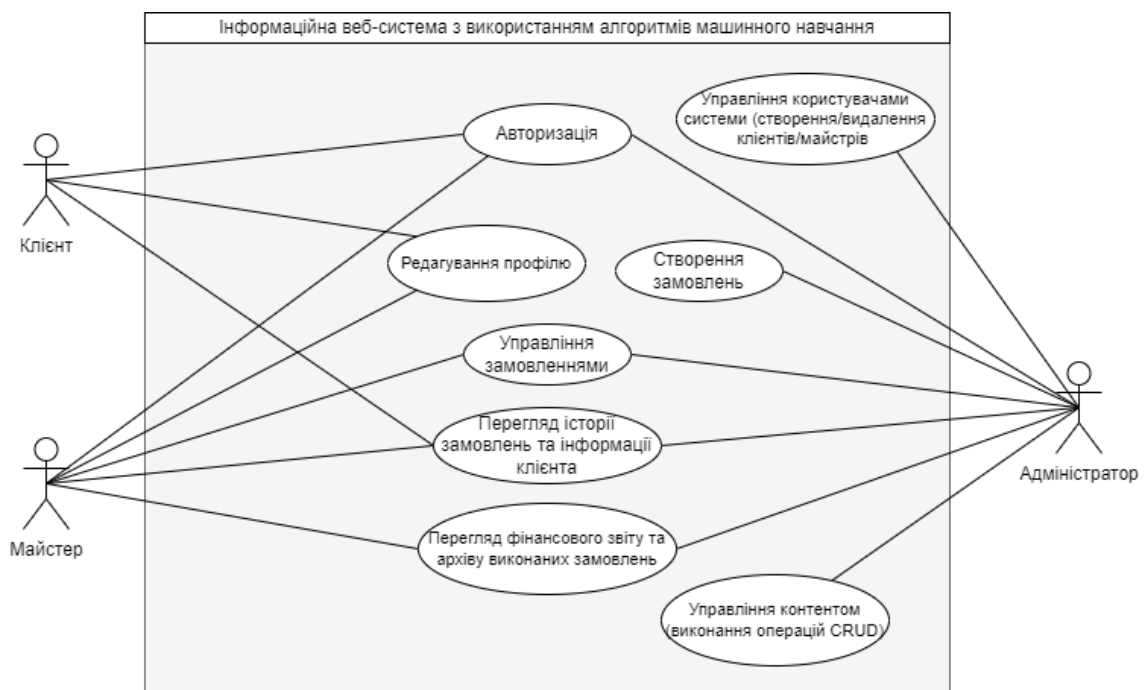 Інформаційна веб-система з використанням алгоритмів машинного навчання
Управління користувачами
системи (створення/видалення
клієнтів/майстрів
Авторизація
Клієнт
Редагування профілю
Створення
замовлень
Управління
замовленнями
Перегляд історії
замовлень та інформації
клієнта
Адміністратор
Майстер
Перегляд фінансового звіту та
архіву виконаних замовлень
Управління контентом
(виконання операцій CRUD)